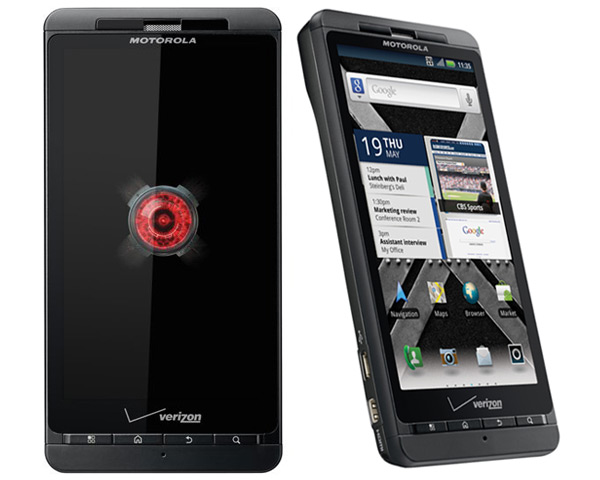 MOTOROLA
verizon
MOTOROLA
11:35
g Google
19 THU
MAY
12pm
Lunch with Paul
Steinberg's Deli
1:30pm
Marketing review
Conference Room 2
3pm
Assistant interview
My Office
CBS Sports
Google
Navigation
Maps
Browser
Market
verizon